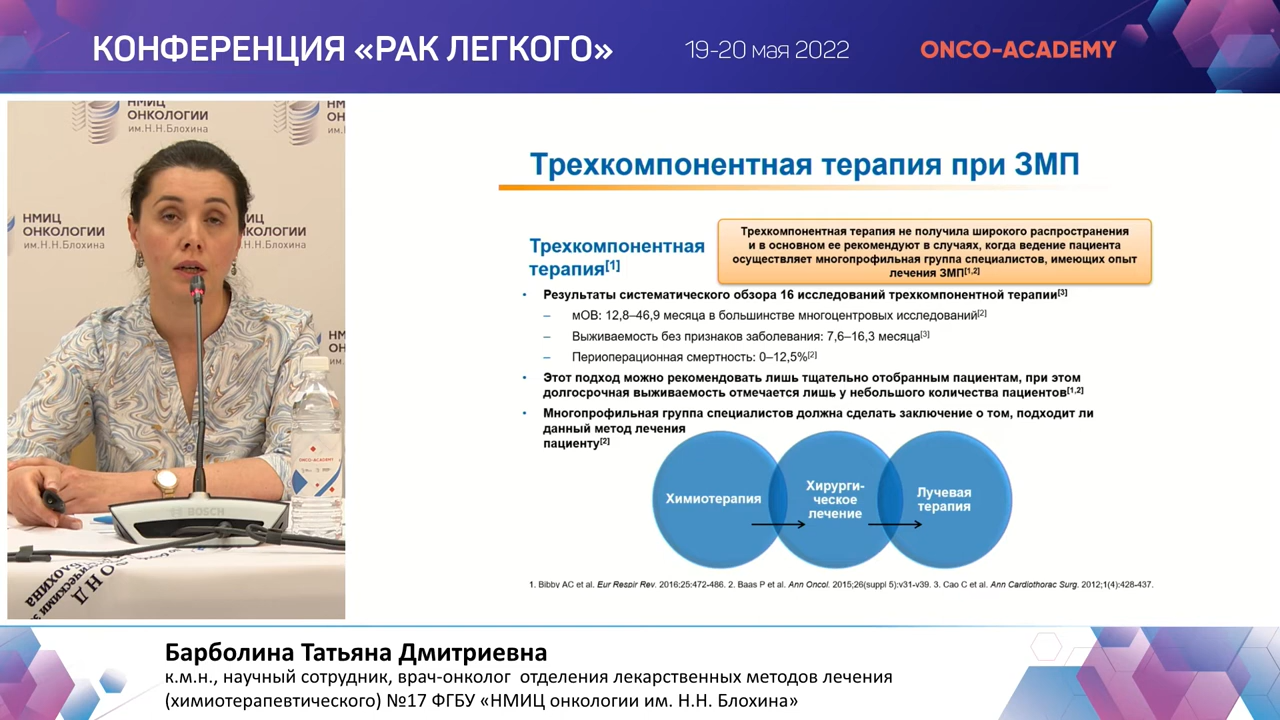 КОНФЕРЕНЦИЯ «РАК ЛЕГКОГО»
19-20 мая 2022
ONCO-ACADEMY
НМИЦ
ОНКОЛОГИИ
им.Н.Н.Блохина
НМИЦ
ОНКОЛОГИИ
им.Н.Н.Блохина
ONCO-ACADEMY
BOSCH
БЛОХИНА
Трехкомпонентная терапия при ЗМП
Трехкомпонентная
терапия[1]
Трехкомпонентная терапия не получила широкого распространения
и в основном ее рекомендуют в случаях, когда ведение пациента
осуществляет многопрофильная группа специалистов, имеющих опыт
лечения ЗМП[1,2]
• Результаты систематического обзора 16 исследований трехкомпонентной терапии[3]
– мОВ: 12,8–46,9 месяца в большинстве многоцентровых исследований[2]
– Выживаемость без признаков заболевания: 7,6–16,3 месяца[3]
– Периоперационная смертность: 0–12,5%[2]
• Этот подход можно рекомендовать лишь тщательно отобранным пациентам, при этом
долгосрочная выживаемость отмечается лишь у небольшого количества пациентов[1,2]
• Многопрофильная группа специалистов должна сделать заключение о том, подходит ли
данный метод лечения
пациенту[2]
Химиотерапия
Хирурги-
ческое
лечение
Лучевая
терапия
1. Bibby AC et al. Eur Respir Rev. 2016:25:472-486. 2. Baas P et al. Ann Oncol. 2015;26(suppl 5);v31-v39. 3. Cao C et al. Ann Cardiothorac Surg. 2012;1(4):428-437.
Барболина Татьяна Дмитриевна
к.м.н., научный сотрудник, врач-онколог отделения лекарственных методов лечения
(химиотерапевтического) №17 ФГБУ «НМИЦ онкологии им. Н.Н. Блохина»